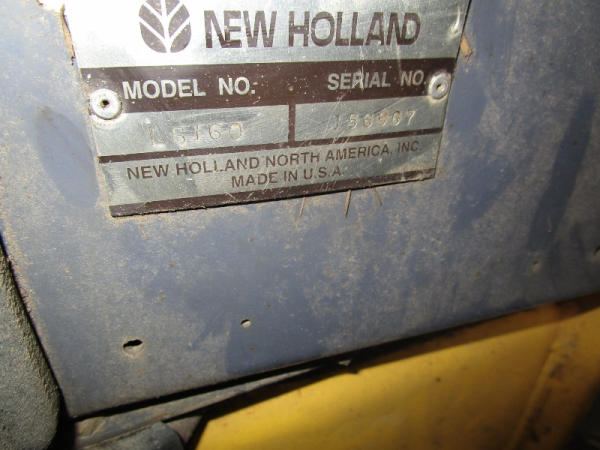 NEW HOLLAND
MODEL NO. SERIAL NO.
NEW HOLLAND NORTH AMERICA, INC.
MADE IN U.S.A.